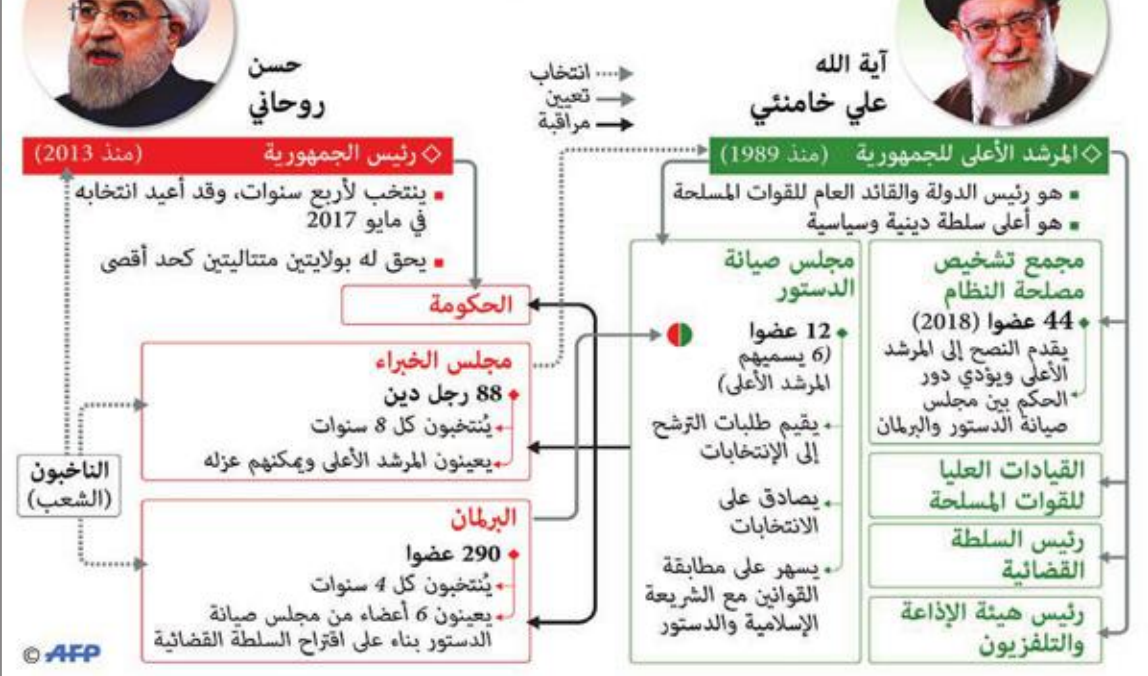 آية الله
علي خامنئي
◇ المرشد الأعلى للجمهورية (منذ 1989)
▪ هو رئيس الدولة والقائد العام للقوات المسلحة
▪ هو أعلى سلطة دينية وسياسية
انتخاب
تعيين
مراقبة
حسن
روحاني
◇ رئيس الجمهورية (منذ 2013)
▪ ينتخب لأربع سنوات، وقد أعيد انتخابه
في مايو 2017
▪ يحق له بولايتين متتاليتين كحد أقصى
مجمع تشخيص
مصلحة النظام
44 عضوا (2018)
يقدم النصح إلى المرشد
الأعلى ويؤدي دور
الحكم بين مجلس
صيانة الدستور والبرلمان
القيادات العليا
للقوات المسلحة
رئيس السلطة
القضائية
رئيس هيئة الإذاعة
والتلفزيون
مجلس صيانة
الدستور
12 عضوا
(6 يسميهم
المرشد الأعلى)
يقيم طلبات الترشح
إلى الإنتخابات
يصادق على
الانتخابات
يسهر على مطابقة
القوانين مع الشريعة
الإسلامية والدستور
الحكومة
مجلس الخبراء
88 رجل دين
يُنتخبون كل 8 سنوات
يعينون المرشد الأعلى ويمكنهم عزله
البرلمان
290 عضوا
يُنتخبون كل 4 سنوات
يعينون 6 أعضاء من مجلس صيانة
الدستور بناء على اقتراح السلطة القضائية
الناخبون
(الشعب)
© AFP